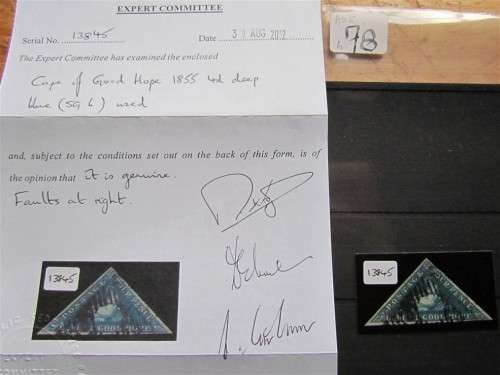 EXPERT COMMITTEE
Serial No. 13845 Date 31 AUG 2012
The Expert Committee has examined the enclosed
Cape of Good Hope 1855 4d deep
blue (SG 6) used
and, subject to the conditions set out on the back of this form, is of
the opinion that It is genuine.
Faults at right.
13845
GOOD HOPE
78
13845